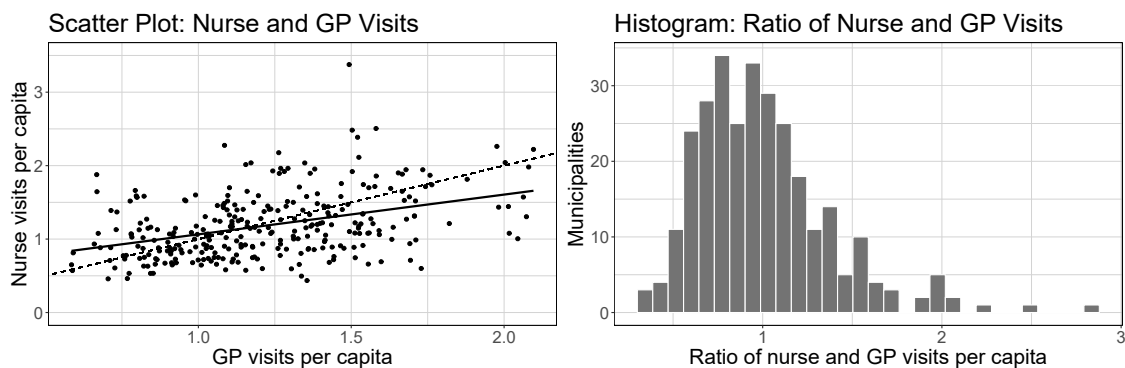 Scatter Plot: Nurse and GP Visits
Nurse visits per capita
3
2
1
0
1.0 1.5 2.0
GP visits per capita
Histogram: Ratio of Nurse and GP Visits
Municipalities
30
20
10
0
1 2 3
Ratio of nurse and GP visits per capita